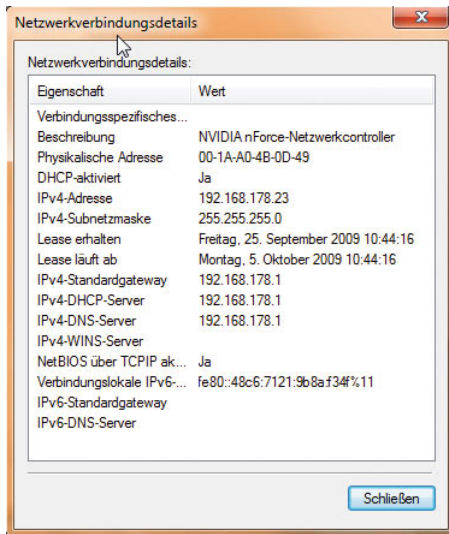 Netzwerkverbindungsdetails
Netzwerkverbindungsdetails:
Eigenschaft Wert
Verbindungsspezifisches...
Beschreibung NVIDIA nForce-Netzwerkcontroller
Physikalische Adresse 00-1A-A0-4B-0D-49
DHCP-aktiviert Ja
IPv4-Adresse 192.168.178.23
IPv4-Subnetzmaske 255.255.255.0
Lease erhalten Freitag, 25. September 2009 10:44:16
Lease läuft ab Montag, 5. Oktober 2009 10:44:16
IPv4-Standardgateway 192.168.178.1
IPv4-DHCP-Server 192.168.178.1
IPv4-DNS-Server 192.168.178.1
IPv4-WINS-Server
NetBIOS über TCPIP ak... Ja
Verbindungslokale IPv6-... fe80::48c6:7121:9b8a:f34f%11
IPv6-Standardgateway
IPv6-DNS-Server
Schließen